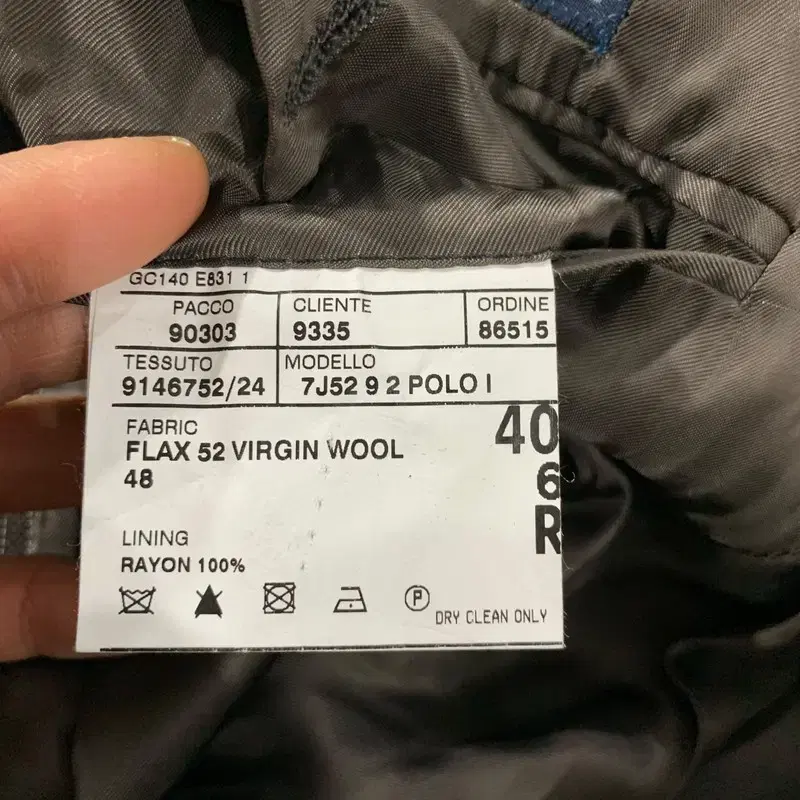 GC140 E831 1
PACCO CLIENTE ORDINE
90303 9335 86515
TESSUTO MODELLO
9146752/24 7J52 9 2 POLO I
FABRIC
FLAX 52 VIRGIN WOOL
48
40
6
R
LINING
RAYON 100%
P
DRY CLEAN ONLY